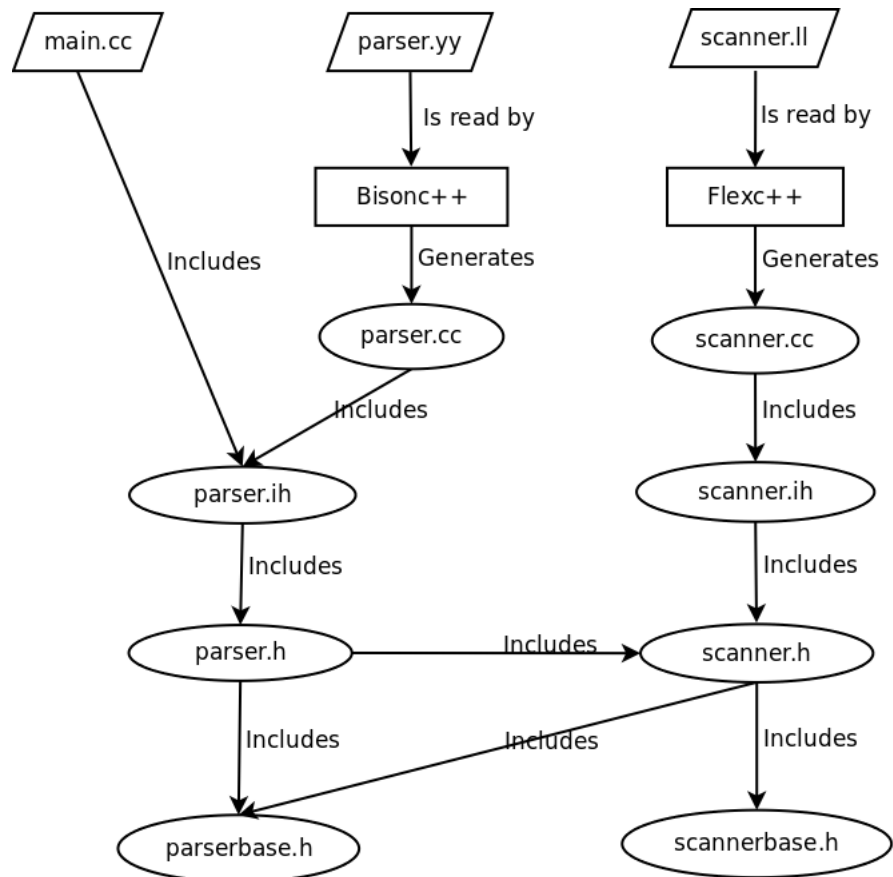 main.cc
parser.yy
scanner.ll
Is read by
Is read by
Bisonc++
Flexc++
Includes
Generates
Generates
parser.cc
scanner.cc
Includes
Includes
parser.ih
scanner.ih
Includes
Includes
parser.h
Includes
scanner.h
Includes
Includes
Includes
parserbase.h
scannerbase.h